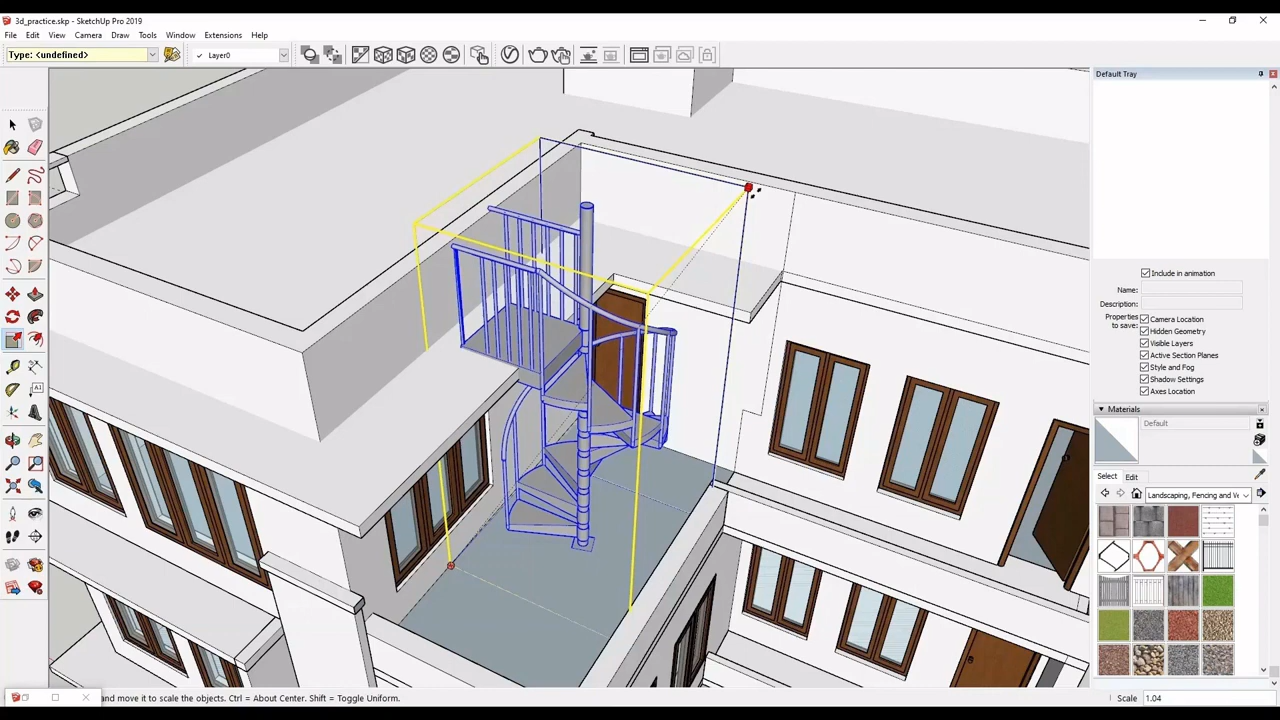 3d_practice.skp - SketchUp Pro 2019
File Edit View Camera Draw Tools Window Extensions Help
Type: <undefined>
Layer0
Default Tray
Include in animation
Name:
Description:
Properties to save:
Camera Location
Hidden Geometry
Visible Layers
Active Section Planes
Style and Fog
Shadow Settings
Axes Location
Materials
Default
Select Edit
Landscaping, Fencing and Ve
and move it to scale the objects. Ctrl = About Center. Shift = Toggle Uniform.
Scale 1.04